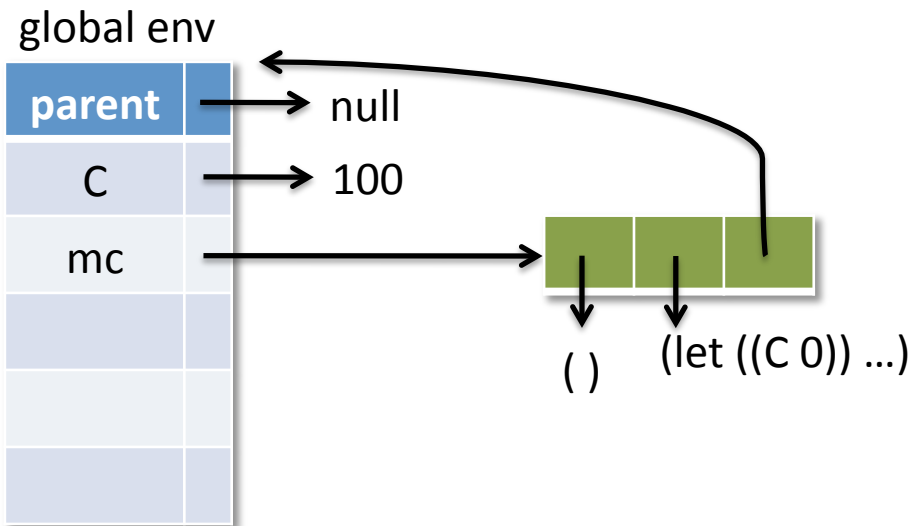 global env
parent
null
C
100
mc
( )
(let ((C 0)) …)